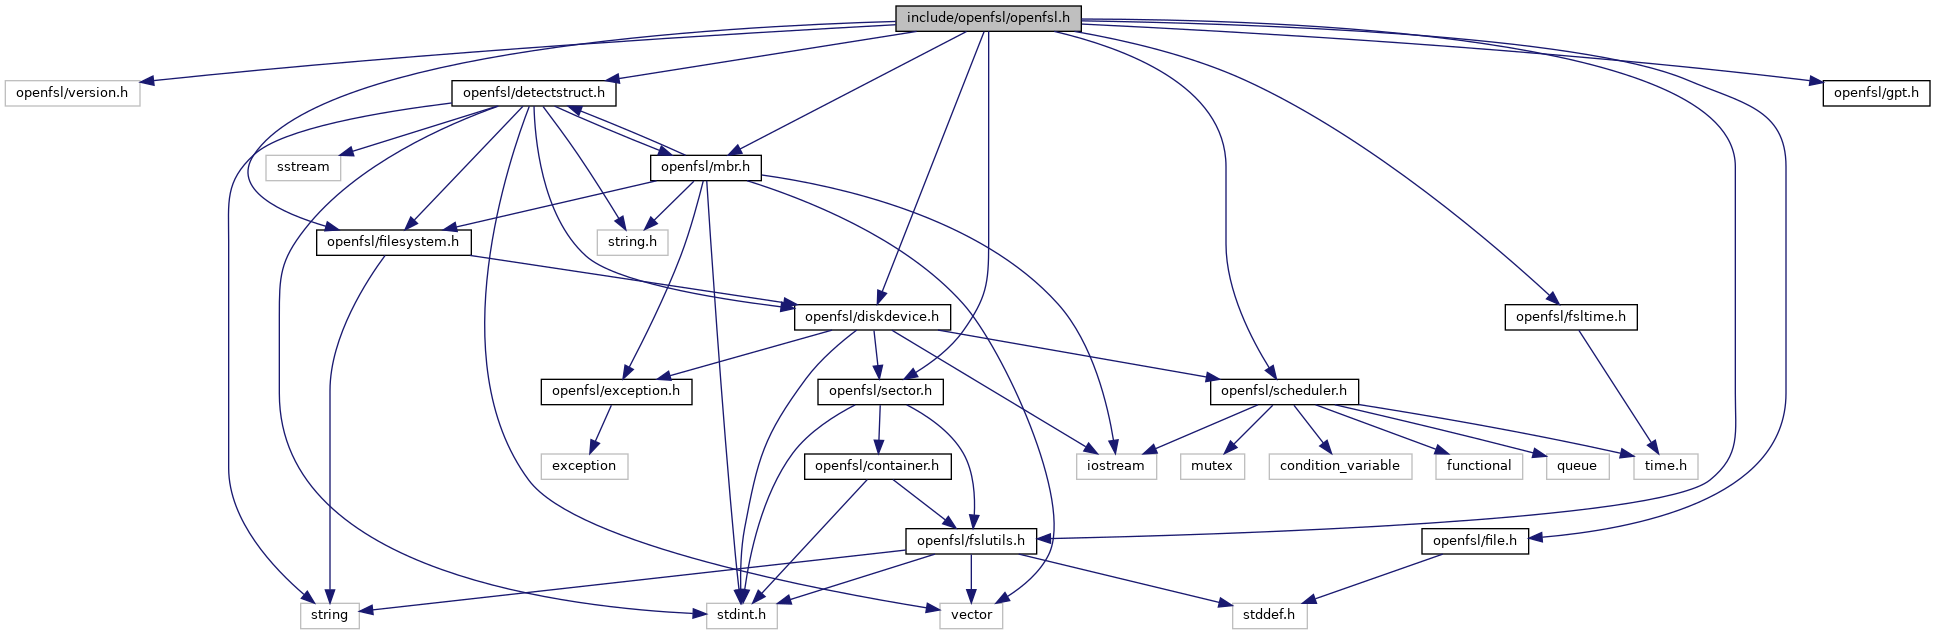 include/openfsl/openfsl.h
openfsl/version.h
openfsl/detectstruct.h
openfsl/gpt.h
sstream
openfsl/mbr.h
openfsl/filesystem.h
string.h
openfsl/diskdevice.h
openfsl/fsltime.h
openfsl/exception.h
openfsl/sector.h
openfsl/scheduler.h
exception
openfsl/container.h
iostream
mutex
condition_variable
functional
queue
time.h
openfsl/fslutils.h
openfsl/file.h
string
stdint.h
vector
stddef.h